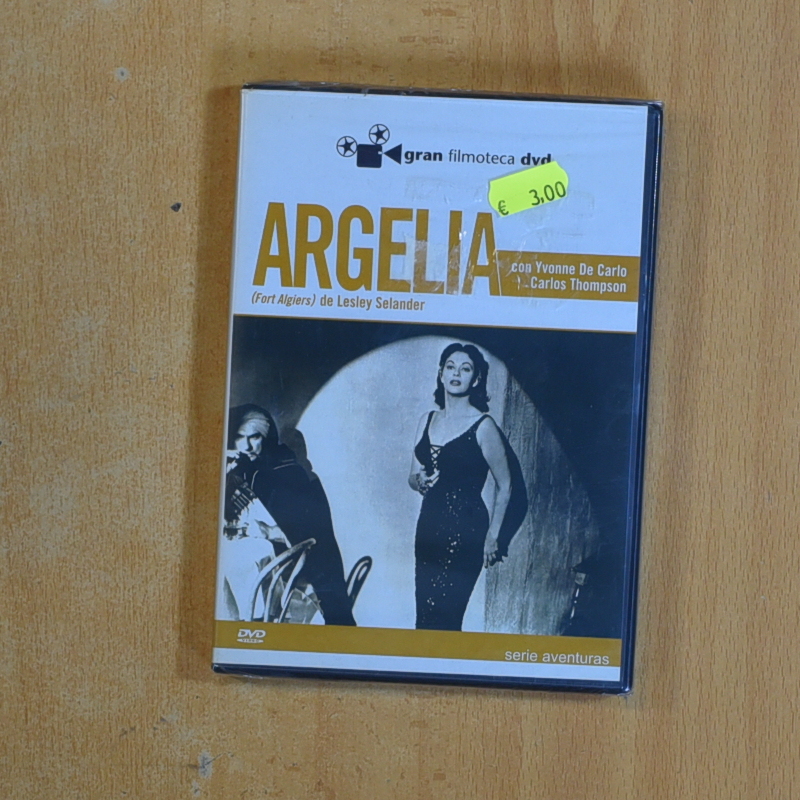 gran filmoteca dvd
€ 3,00
ARGELIA
con Yvonne De Carlo
Carlos Thompson
(Fort Algiers) de Lesley Selander
DVD
VIDEO
serie aventuras